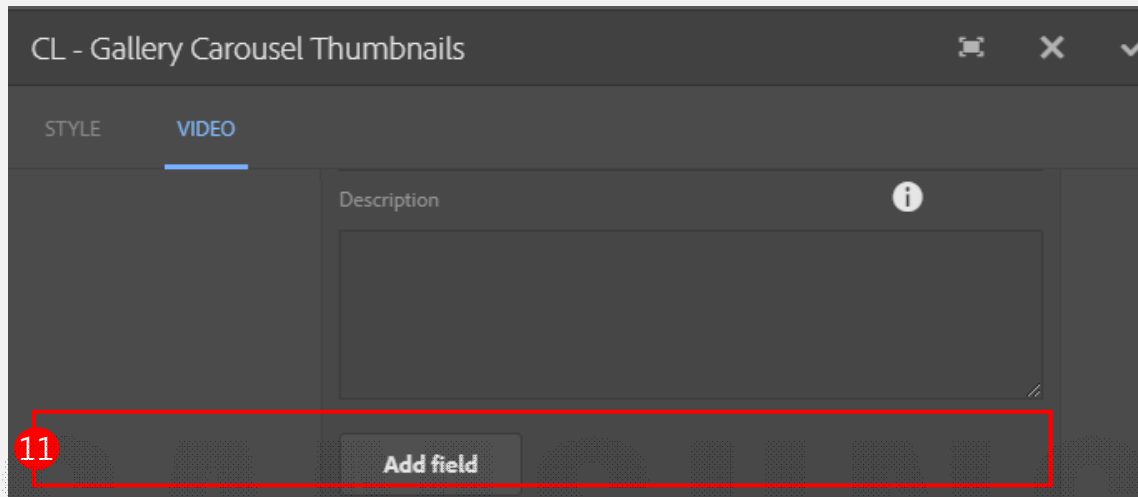 CL - Gallery Carousel Thumbnails
STYLE VIDEO
Description
11
Add field